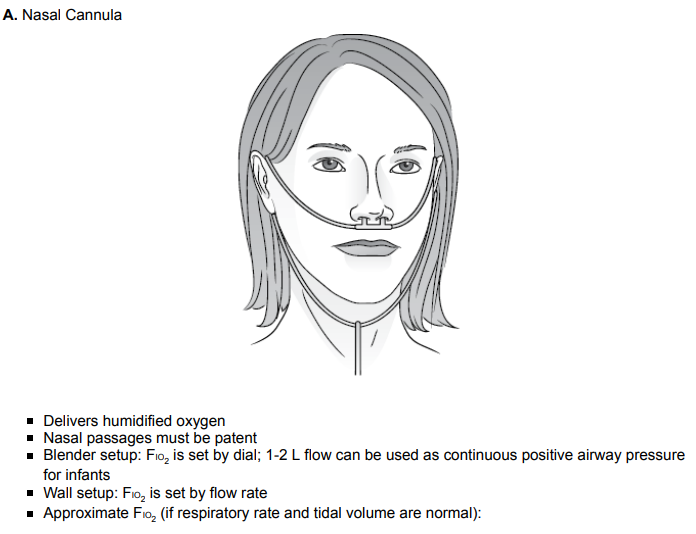 A. Nasal Cannula
▪ Delivers humidified oxygen
▪ Nasal passages must be patent
▪ Blender setup: FIO₂ is set by dial; 1-2 L flow can be used as continuous positive airway pressure
for infants
▪ Wall setup: FIO₂ is set by flow rate
▪ Approximate FIO₂ (if respiratory rate and tidal volume are normal):